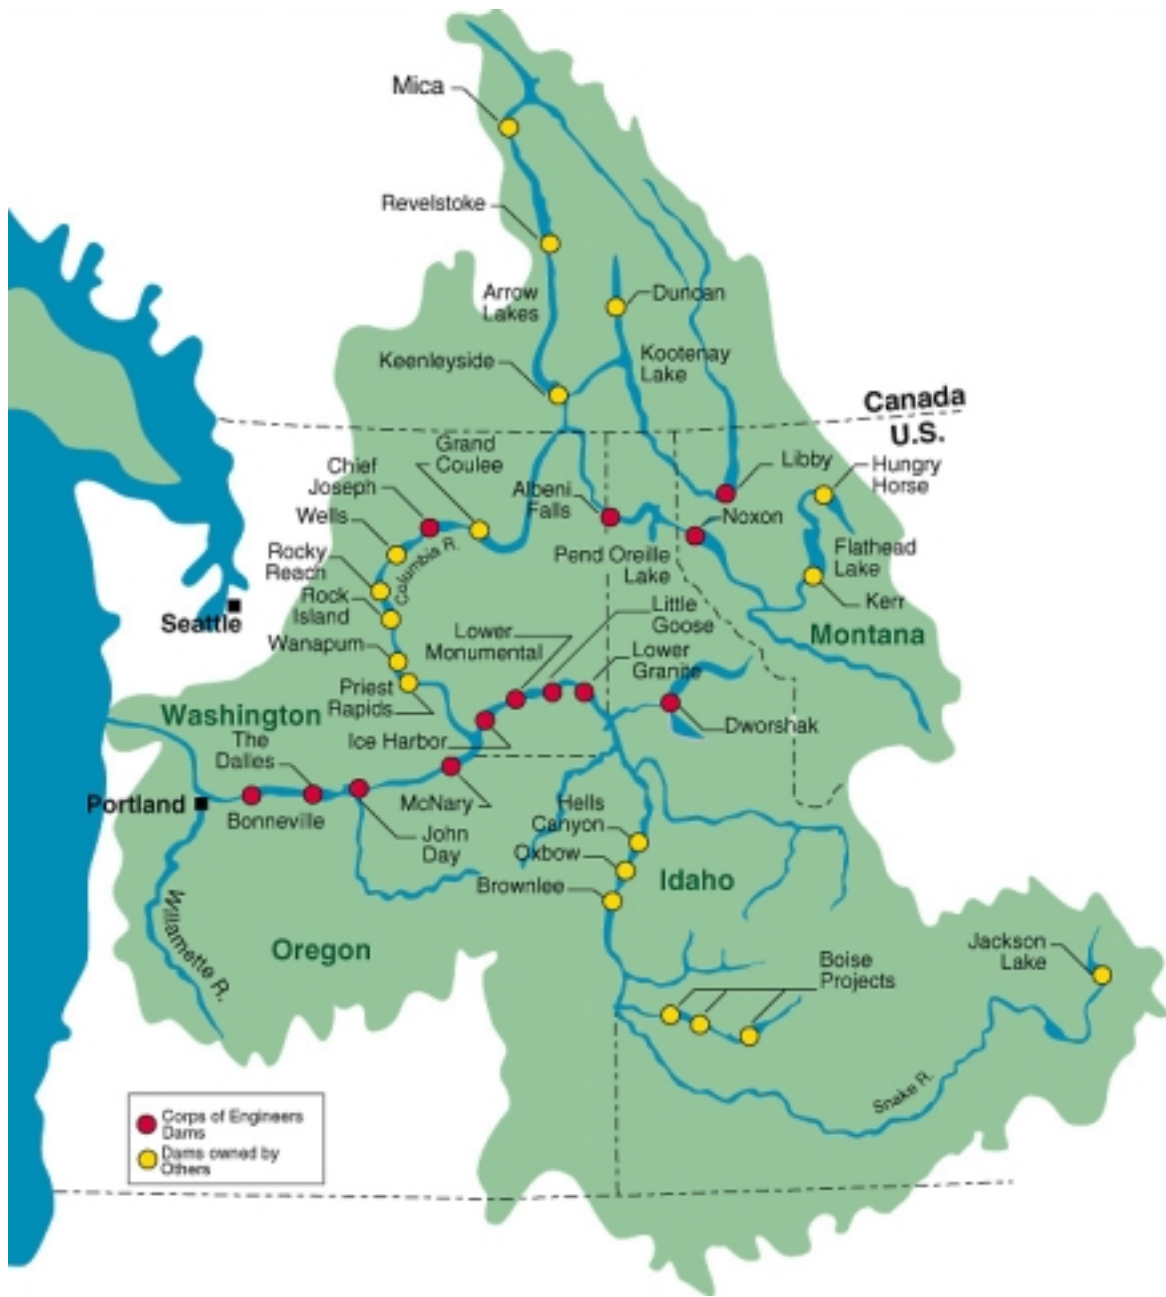 Mica
Revelstoke
Arrow
Lakes
Duncan
Keenleyside
Kootenay
Lake
Canada
U.S.
Grand
Coulee
Chief
Joseph
Libby
Hungry
Horse
Albeni
Falls
Wells
Noxon
Columbia R.
Rocky
Reach
Pend Oreille
Lake
Flathead
Lake
Rock
Island
Kerr
Seattle
Little
Goose
Lower
Monumental
Montana
Wanapum
Lower
Granite
Priest
Rapids
Washington
Dworshak
The
Dalles
Ice Harbor
Portland
Bonneville
McNary
Hells
Canyon
John
Day
Oxbow
Brownlee
Idaho
Willamette R.
Oregon
Jackson
Lake
Boise
Projects
Snake R.
Corps of Engineers
Dams
Dams owned by
Others